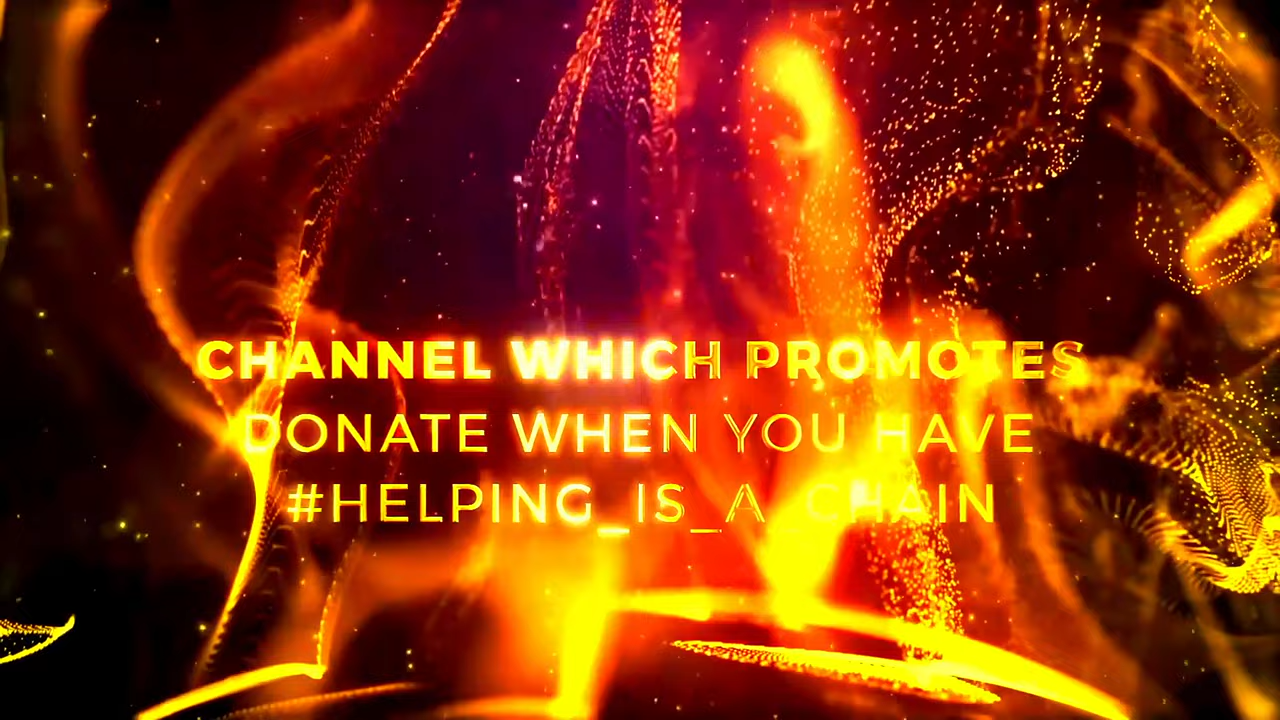 CHANNEL WHICH PROMOTES
DONATE WHEN YOU HAVE
#HELPING_IS_A_CHAIN